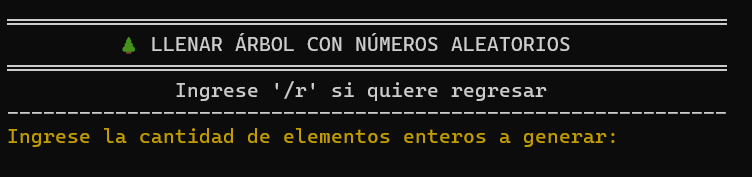 🌲 LLENAR ÁRBOL CON NÚMEROS ALEATORIOS
Ingrese '/r' si quiere regresar
Ingrese la cantidad de elementos enteros a generar: